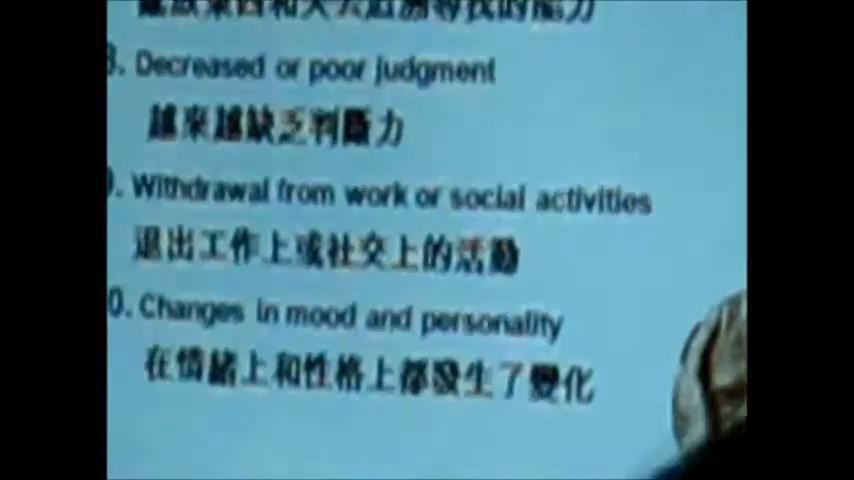 . Decreased or poor judgment
越來越缺乏判斷力
. Withdrawal from work or social activities
退出工作上或社交上的活動
0. Changes in mood and personality
在情緒上和性格上都發生了變化